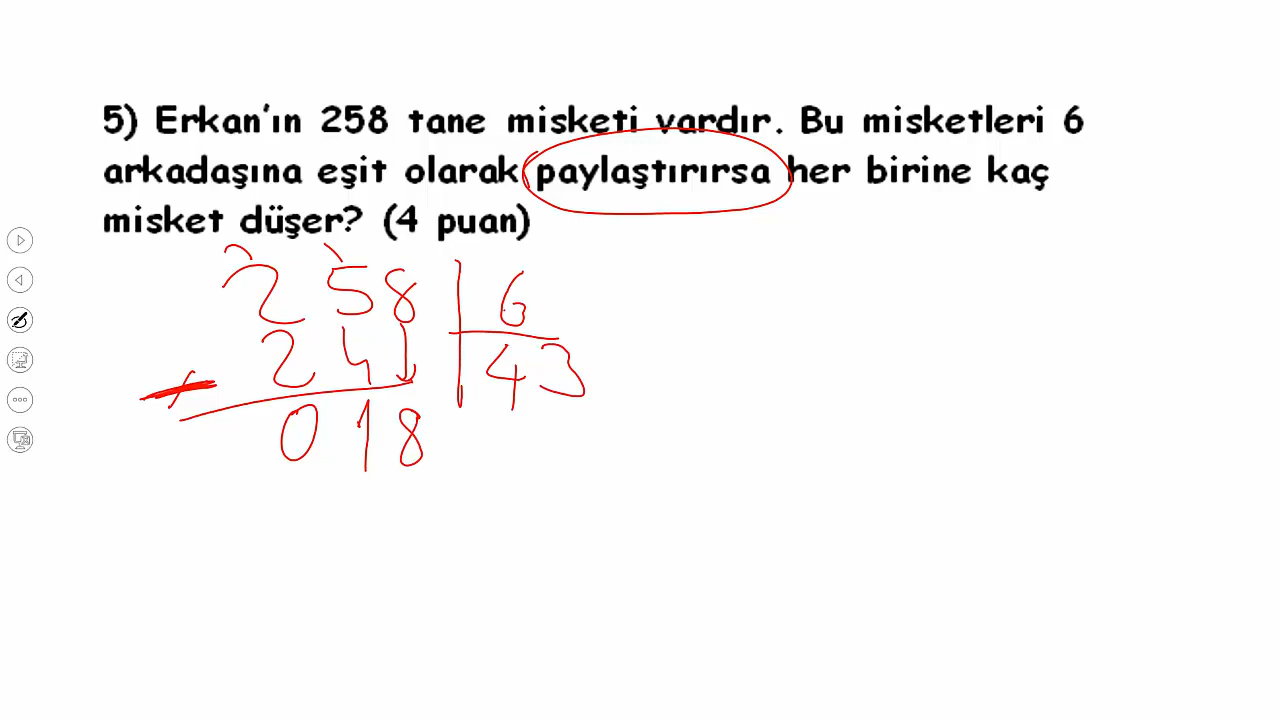 5) Erkan'ın 258 tane misketi vardır. Bu misketleri 6
arkadaşına eşit olarak paylaştırırsa her birine kaç
misket düşer? (4 puan)
258 | 6
24 | 43
018